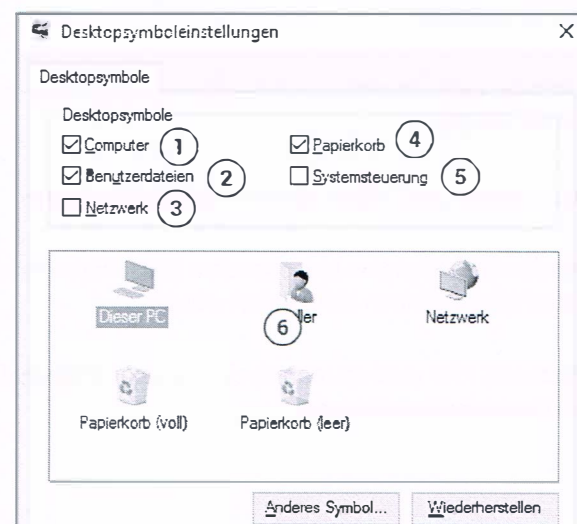 Desktopsymboleinstellungen
Desktopsymbole
Desktopsymbole
Computer 1
Papierkorb 4
Benutzerdateien 2
Systemsteuerung 5
Netzwerk 3
Dieser PC
6 ller
Netzwerk
Papierkorb (voll)
Papierkorb (leer)
Anderes Symbol...
Wiederherstellen